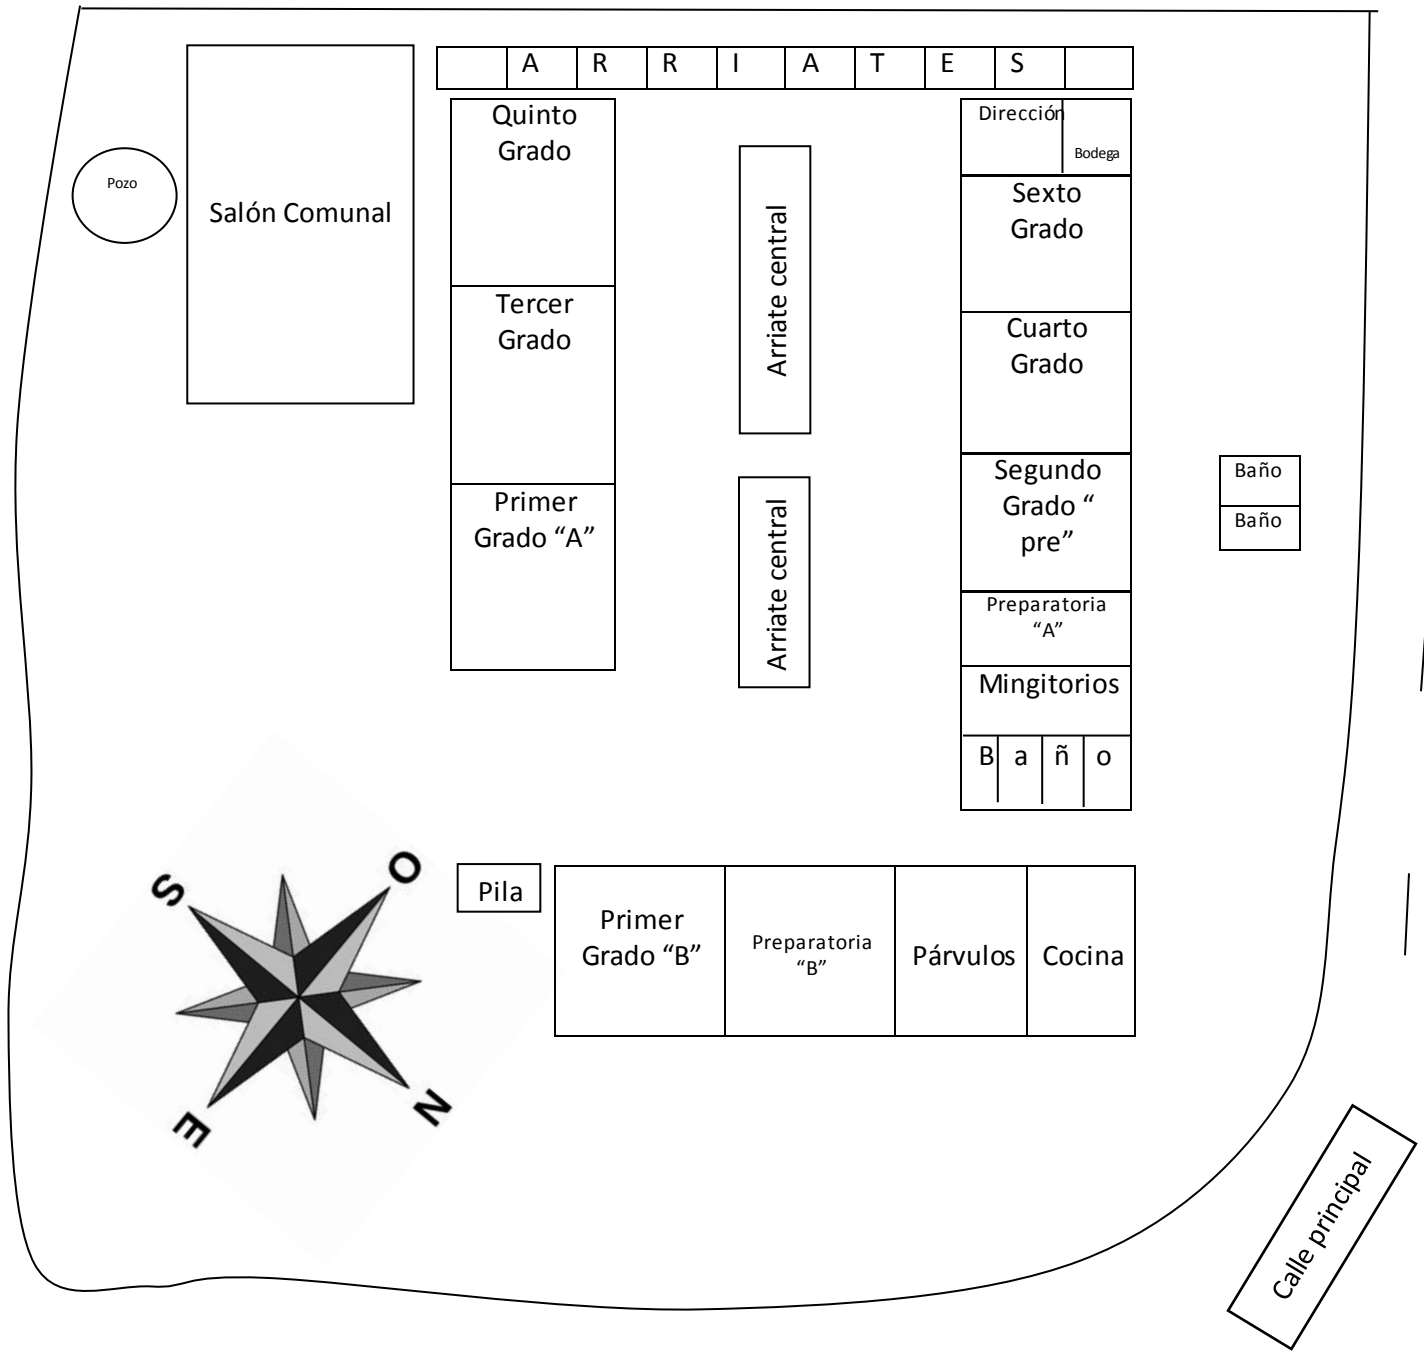 A R R I A T E S
Quinto
Grado
Dirección
Bodega
Pozo
Salón Comunal
Sexto
Grado
Arriate central
Tercer
Grado
Cuarto
Grado
Primer
Grado “A”
Arriate central
Segundo
Grado “
pre”
Baño
Baño
Preparatoria
“A”
Mingitorios
B a ñ o
S
O
E
N
Pila
Primer
Grado “B”
Preparatoria
“B”
Párvulos
Cocina
Calle principal